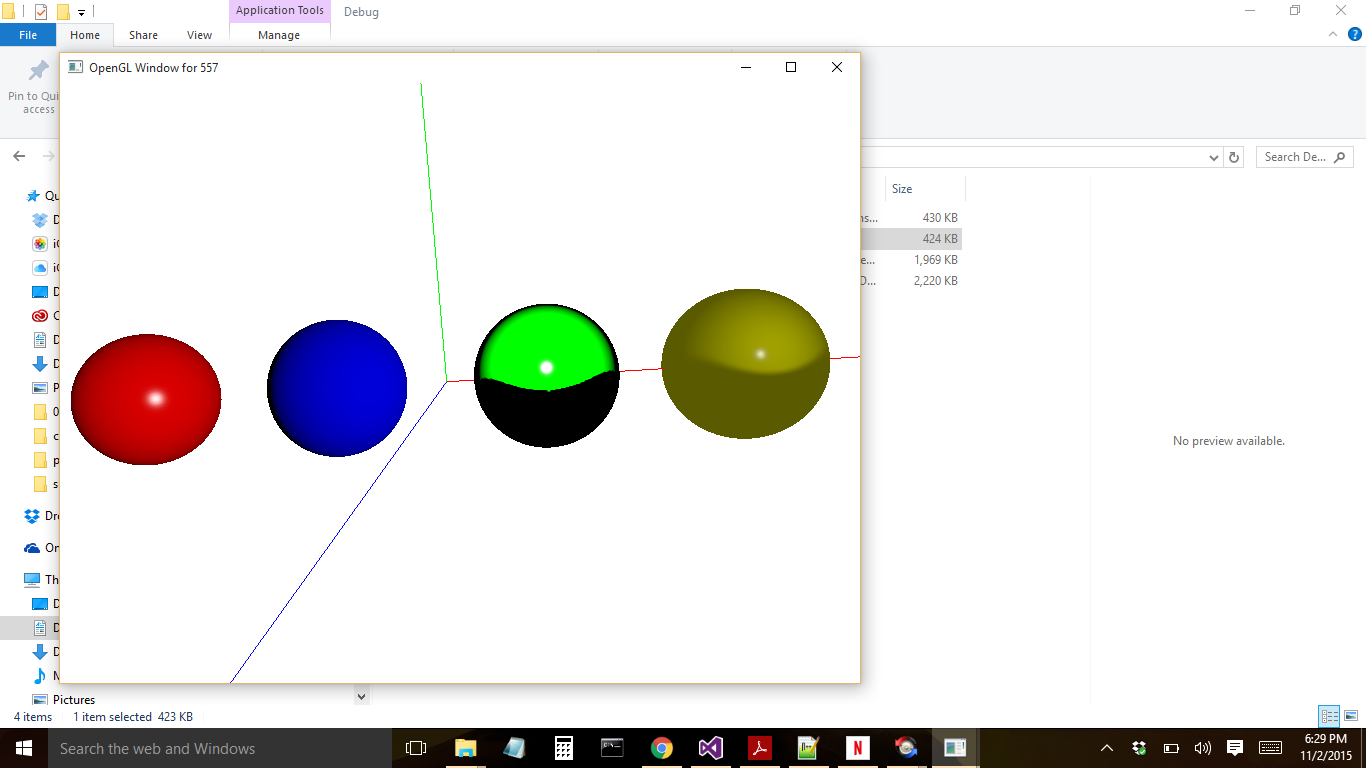 Application Tools
Debug
File
Home
Share
View
Manage
OpenGL Window for 557
Pin to Qui
access
Search De...
Size
430 KB
424 KB
1,969 KB
2,220 KB
No preview available.
Pictures
4 items
1 item selected 423 KB
Search the web and Windows
6:29 PM
11/2/2015